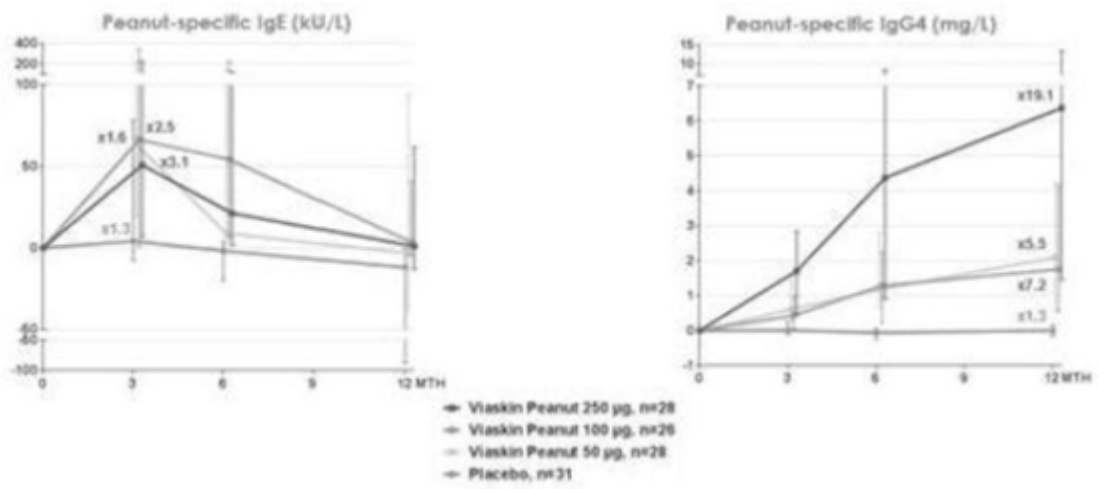 Peanut-specific IgE (kU/L)
400
200
100
x1.6
x2.5
x3.1
50
x1.3
0
-50
-50
-100
0 3 6 9 12 MTH
Peanut-specific IgG4 (mg/L)
15
10
7
x19.1
6
5
4
3
x5.5
2
x7.2
1
x1.3
0
-1
0 3 6 9 12 MTH
Viaskin Peanut 250 µg, n=28
Viaskin Peanut 100 µg, n=26
Viaskin Peanut 50 µg, n=28
Placebo, n=31